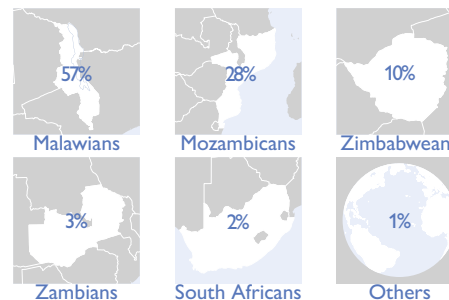 57%
28%
10%
Malawians
Mozambicans
Zimbabwean
3%
2%
1%
Zambians
South Africans
Others